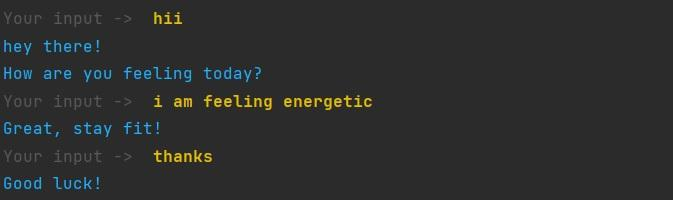 Your input ->  hii
hey there!
How are you feeling today?
Your input ->  i am feeling energetic
Great, stay fit!
Your input ->  thanks
Good luck!